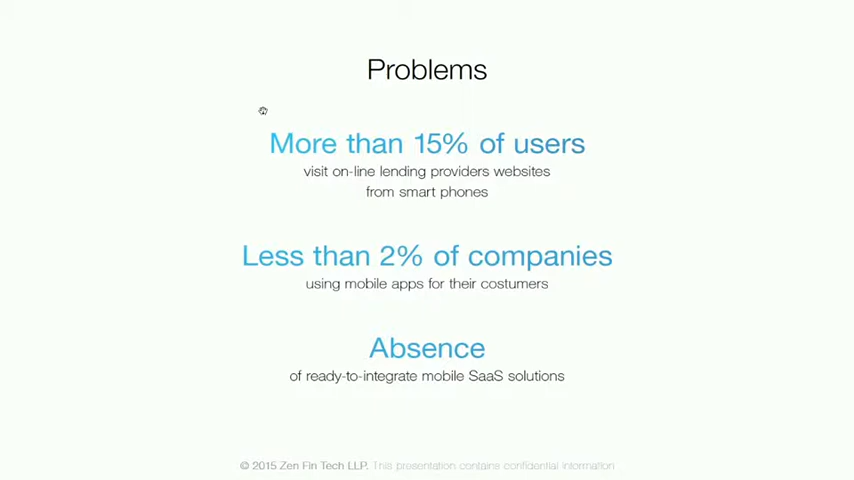 Problems
More than 15% of users
visit on-line lending providers websites
from smart phones
Less than 2% of companies
using mobile apps for their costumers
Absence
of ready-to-integrate mobile SaaS solutions
© 2015 Zen Fin Tech LLP. This presentation contains confidential information